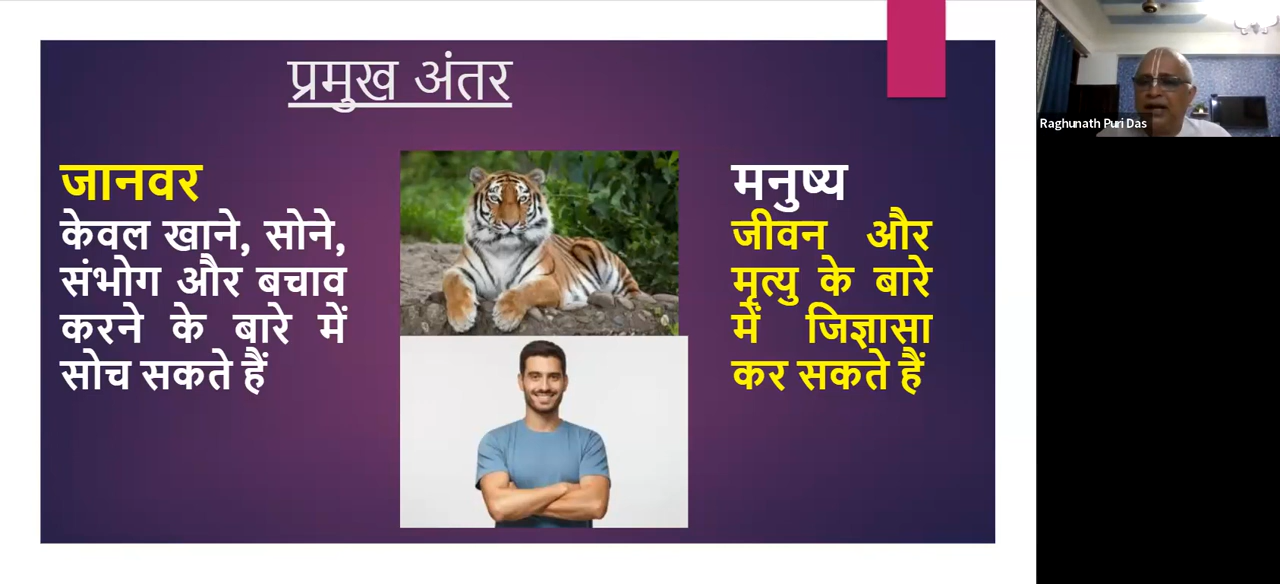 प्रमुख अंतर
जानवर
केवल खाने, सोने,
संभोग और बचाव
करने के बारे में
सोच सकते हैं
मनुष्य
जीवन और
मृत्यु के बारे
में जिज्ञासा
कर सकते हैं
Raghunath Puri Das